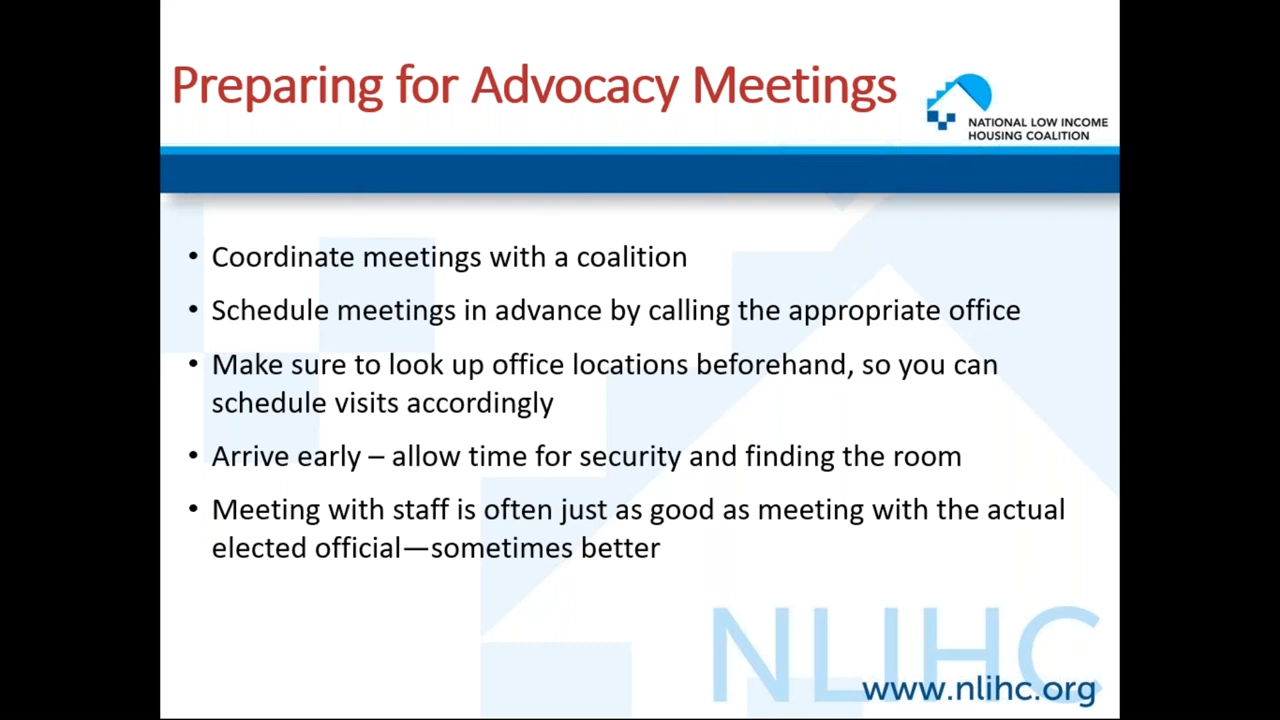 Preparing for Advocacy Meetings
NATIONAL LOW INCOME
HOUSING COALITION
• Coordinate meetings with a coalition
• Schedule meetings in advance by calling the appropriate office
• Make sure to look up office locations beforehand, so you can
schedule visits accordingly
• Arrive early – allow time for security and finding the room
• Meeting with staff is often just as good as meeting with the actual
elected official—sometimes better
NLIHC
www.nlihc.org